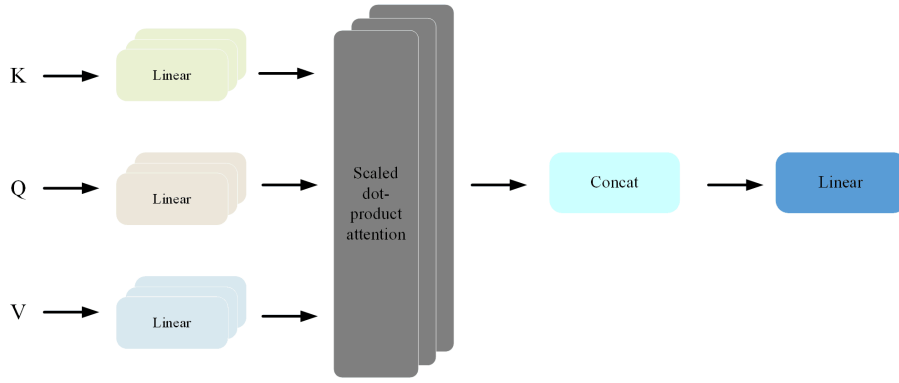 K
Linear
Q
Linear
V
Linear
Scaled
dot-
product
attention
Concat
Linear